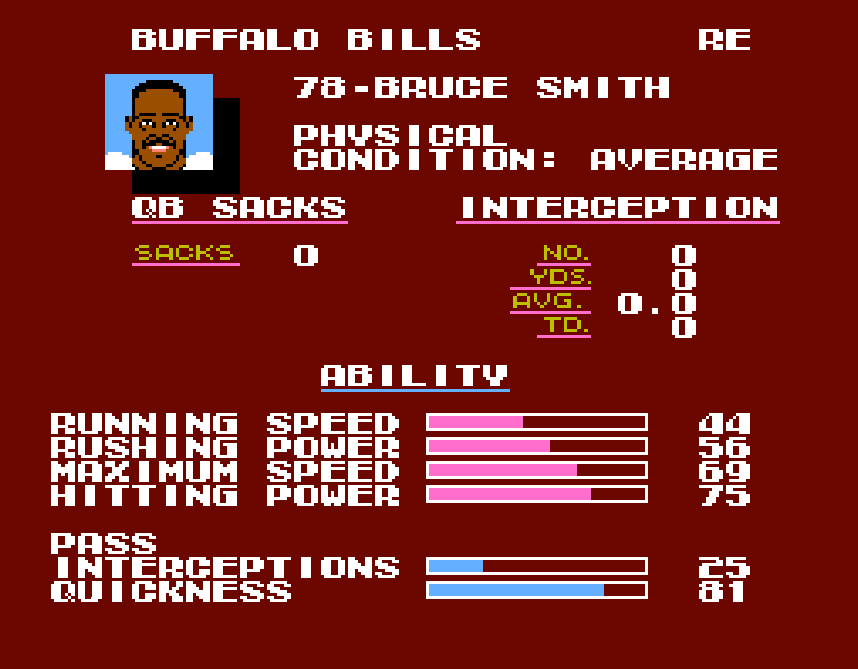 BUFFALO BILLS RE
78-BRUCE SMITH
PHYSICAL
CONDITION: AVERAGE
QB SACKS INTERCEPTION
SACKS 0 NO. 0
YDS. 0
AVG. 0.0
TD. 0
ABILITY
RUNNING SPEED 44
RUSHING POWER 56
MAXIMUM SPEED 69
HITTING POWER 75
PASS
INTERCEPTIONS 25
QUICKNESS 81